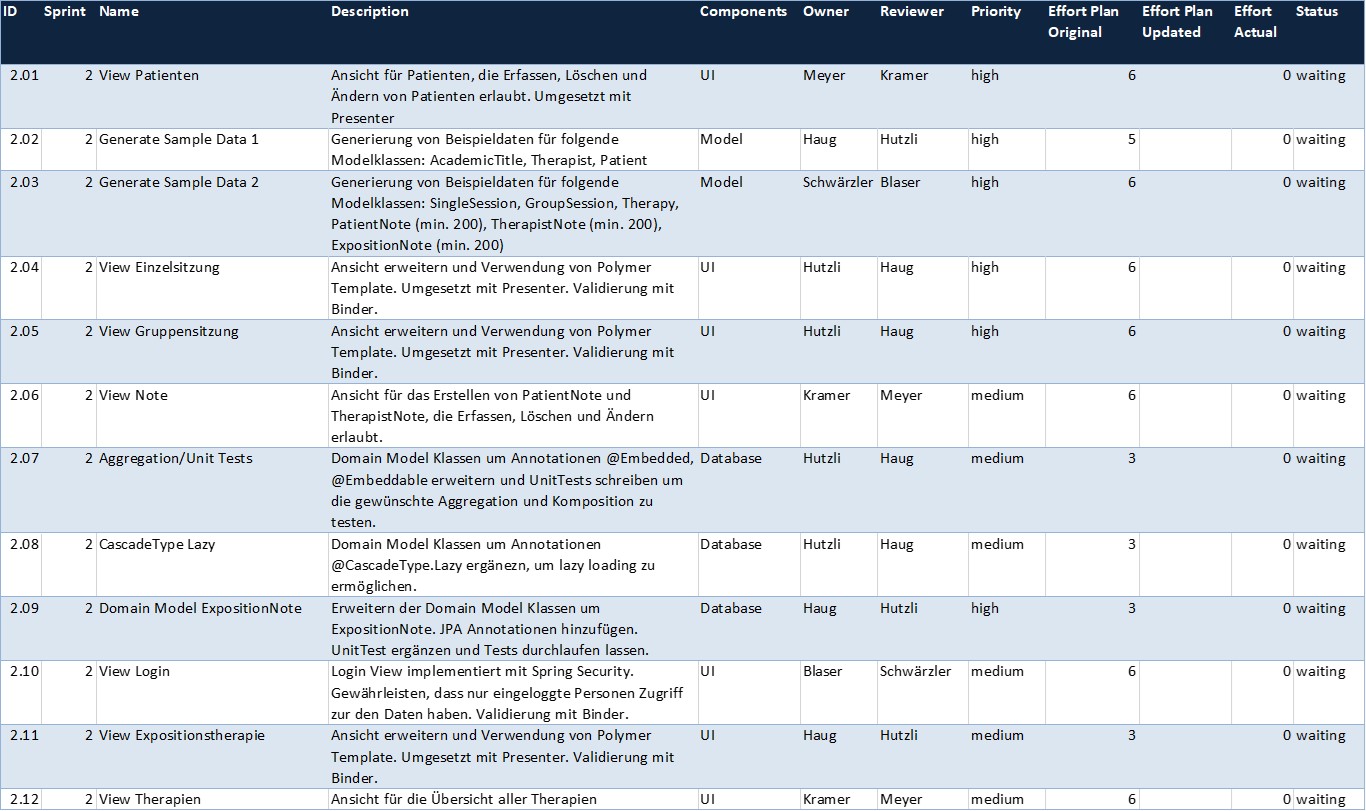 ID Sprint Name Description Components Owner Reviewer Priority Effort Plan Effort Plan Effort Status
Original Updated Actual
2.01 2 View Patienten Ansicht für Patienten, die Erfassen, Löschen und UI Meyer Kramer high 6 0 waiting
Ändern von Patienten erlaubt. Umgesetzt mit
Presenter
2.02 2 Generate Sample Data 1 Generierung von Beispieldaten für folgende Model Haug Hutzli high 5 0 waiting
Modelklassen: AcademicTitle, Therapist, Patient
2.03 2 Generate Sample Data 2 Generierung von Beispieldaten für folgende Model Schwärzler Blaser high 6 0 waiting
Modelklassen: SingleSession, GroupSession, Therapy,
PatientNote (min. 200), TherapistNote (min. 200),
ExpositionNote (min. 200)
2.04 2 View Einzelsitzung Ansicht erweitern und Verwendung von Polymer UI Hutzli Haug high 6 0 waiting
Template. Umgesetzt mit Presenter. Validierung mit
Binder.
2.05 2 View Gruppensitzung Ansicht erweitern und Verwendung von Polymer UI Hutzli Haug high 6 0 waiting
Template. Umgesetzt mit Presenter. Validierung mit
Binder.
2.06 2 View Note Ansicht für das Erstellen von PatientNote und UI Kramer Meyer medium 6 0 waiting
TherapistNote, die Erfassen, Löschen und Ändern
erlaubt.
2.07 2 Aggregation/Unit Tests Domain Model Klassen um Annotationen @Embedded, Database Hutzli Haug medium 3 0 waiting
@Embeddable erweitern und UnitTests schreiben um
die gewünschte Aggregation und Komposition zu
testen.
2.08 2 CascadeType Lazy Domain Model Klassen um Annotationen Database Hutzli Haug medium 3 0 waiting
@CascadeType.Lazy ergänezn, um lazy loading zu
ermöglichen.
2.09 2 Domain Model ExpositionNote Erweitern der Domain Model Klassen um Database Haug Hutzli high 3 0 waiting
ExpositionNote. JPA Annotationen hinzufügen.
UnitTest ergänzen und Tests durchlaufen lassen.
2.10 2 View Login Login View implementiert mit Spring Security. UI Blaser Schwärzler medium 6 0 waiting
Gewährleisten, dass nur eingeloggte Personen Zugriff
zur den Daten haben. Validierung mit Binder.
2.11 2 View Expositionstherapie Ansicht erweitern und Verwendung von Polymer UI Haug Hutzli medium 3 0 waiting
Template. Umgesetzt mit Presenter. Validierung mit
Binder.
2.12 2 View Therapien Ansicht für die Übersicht aller Therapien UI Kramer Meyer medium 6 0 waiting